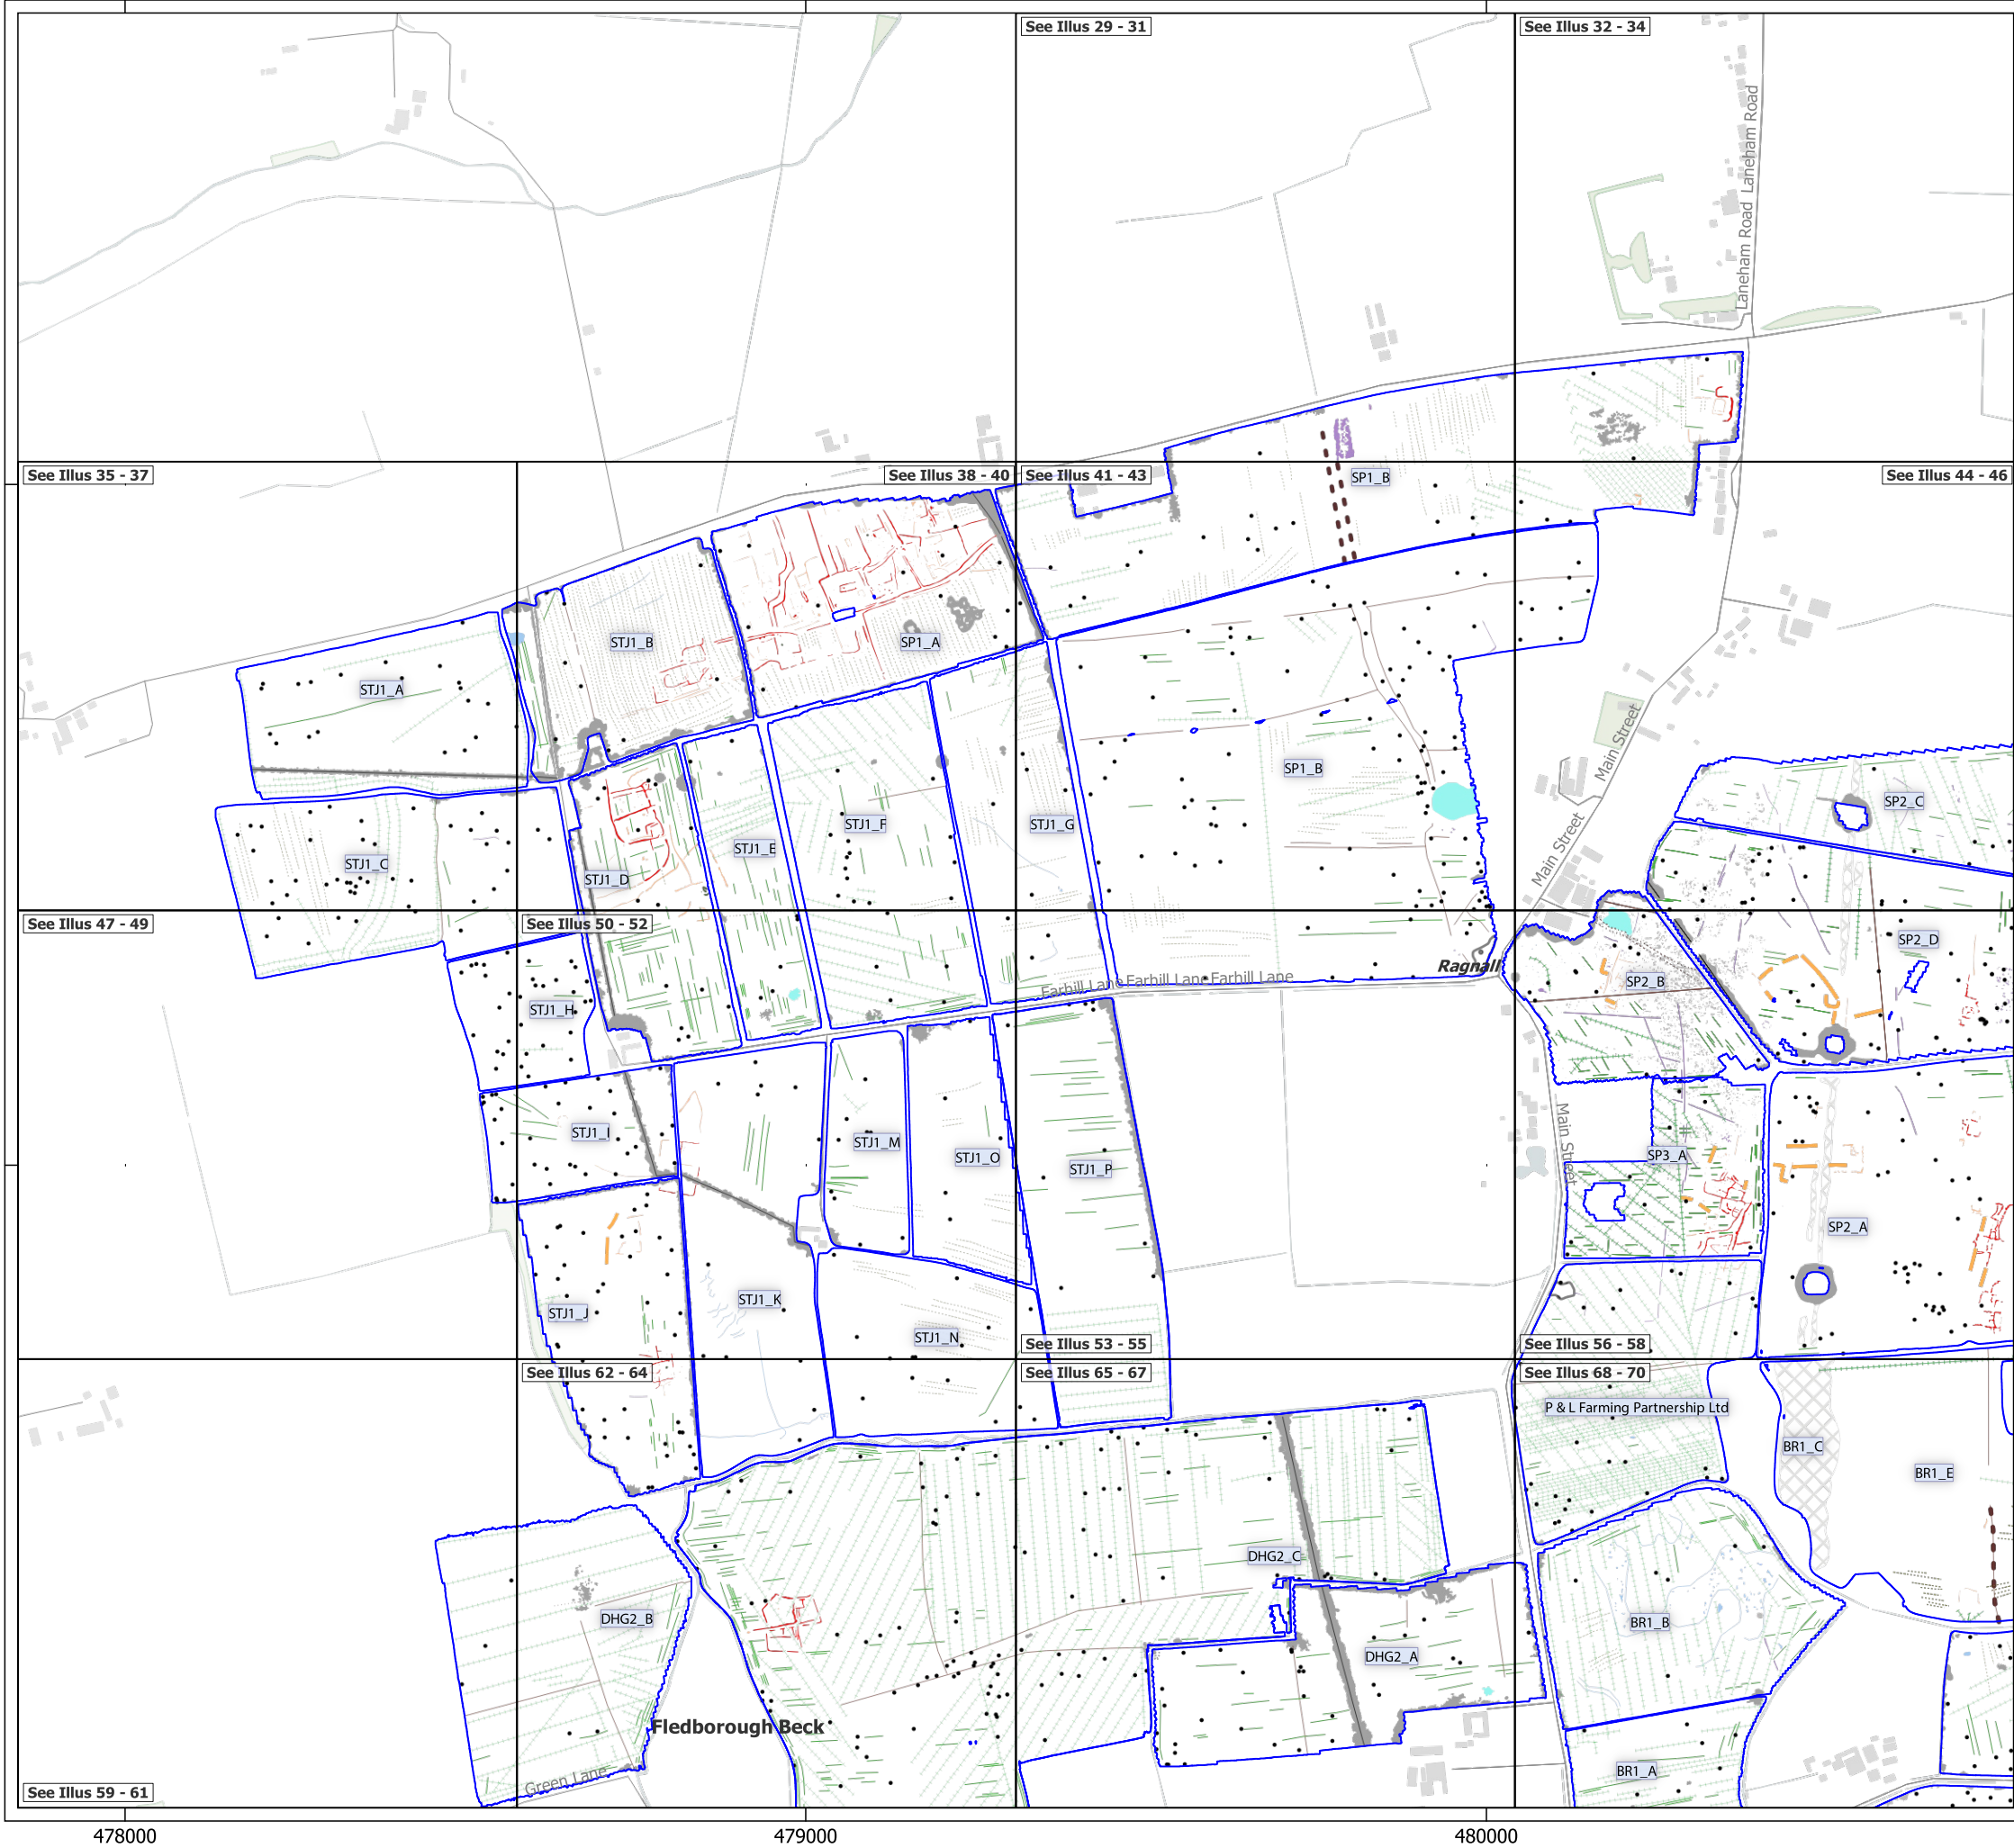 See Illus 29 - 31
See Illus 32 - 34
Laneham Road Laneham Road
See Illus 35 - 37
See Illus 38 - 40
See Illus 41 - 43
SP1_B
See Illus 44 - 46
STJ1_B
SP1_A
STJ1_A
Main Street
SP1_B
SP2_C
STJ1_F
STJ1_G
STJ1_E
STJ1_C
STJ1_D
Main Street
See Illus 47 - 49
See Illus 50 - 52
SP2_D
Ragnall
Farhill Lane Farhill Lane Farhill Lane
SP2_B
STJ1_H
STJ1_I
STJ1_M
STJ1_O
STJ1_P
Main Street
SP3_A
SP2_A
STJ1_K
STJ1_J
STJ1_N
See Illus 53 - 55
See Illus 56 - 58
See Illus 62 - 64
See Illus 65 - 67
See Illus 68 - 70
P & L Farming Partnership Ltd
BR1_C
BR1_E
DHG2_C
DHG2_B
BR1_B
DHG2_A
Fledborough Beck
BR1_A
Green Lane
See Illus 59 - 61
478000
479000
480000